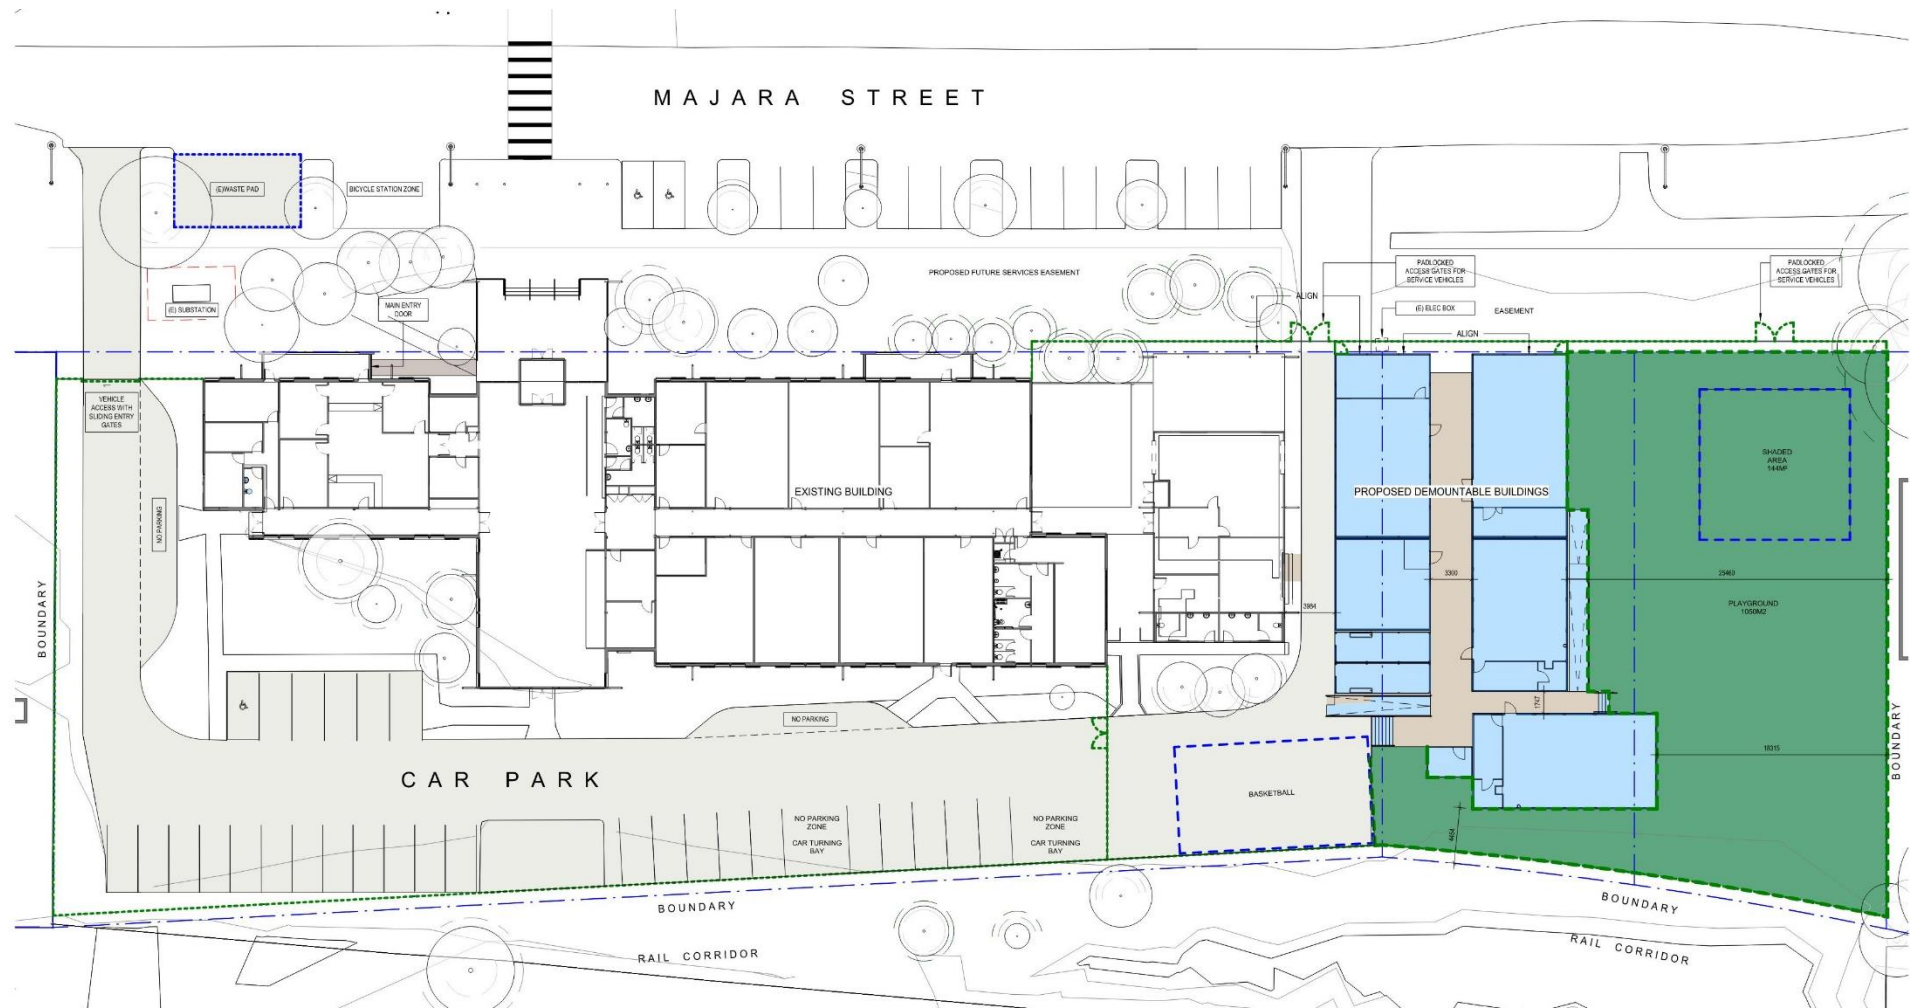 MAJARA STREET
(E)WASTE PAD
BICYCLE STATION ZONE
PROPOSED FUTURE SERVICES EASEMENT
PADLOCKED
ACCESS GATES FOR
SERVICE VEHICLES
PADLOCKED
ACCESS GATES FOR
SERVICE VEHICLES
(E) SUBSTATION
MAIN ENTRY
DOOR
ALIGN
(E) ELEC BOX
EASEMENT
ALIGN
VEHICLE
ACCESS WITH
SLIDING ENTRY
GATES
SHADED
AREA
144M²
EXISTING BUILDING
PROPOSED DEMOUNTABLE BUILDINGS
NO PARKING
BOUNDARY
3300
25460
PLAYGROUND
1050M2
3984
NO PARKING
1747
BOUNDARY
18315
CAR PARK
BASKETBALL
NO PARKING
ZONE
CAR TURNING
BAY
NO PARKING
ZONE
CAR TURNING
BAY
BOUNDARY
BOUNDARY
RAIL CORRIDOR
RAIL CORRIDOR